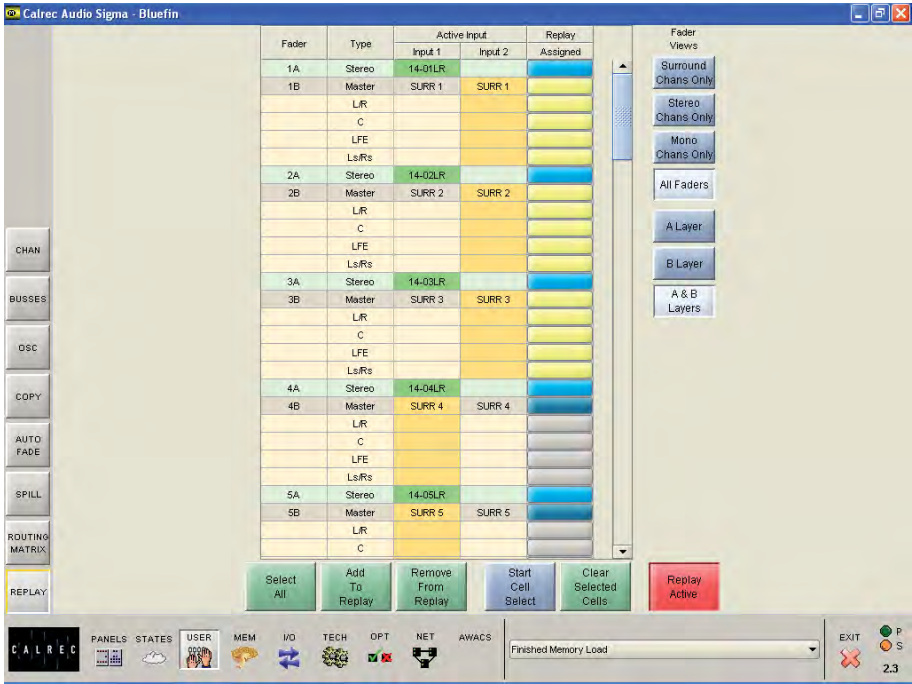 Calrec Audio Sigma - Bluefin
Fader Type Active Input Replay
Input 1 Input 2 Assigned
1A Stereo 14-01LR
1B Master SURR 1 SURR 1
L/R
C
LFE
Ls/Rs
2A Stereo 14-02LR
2B Master SURR 2 SURR 2
L/R
C
LFE
Ls/Rs
3A Stereo 14-03LR
3B Master SURR 3 SURR 3
L/R
C
LFE
Ls/Rs
4A Stereo 14-04LR
4B Master SURR 4 SURR 4
L/R
C
LFE
Ls/Rs
5A Stereo 14-05LR
5B Master SURR 5 SURR 5
L/R
C
Fader
Views
Surround
Chans Only
Stereo
Chans Only
Mono
Chans Only
All Faders
A Layer
B Layer
A & B
Layers
CHAN
BUSSES
OSC
COPY
AUTO
FADE
SPILL
ROUTING
MATRIX
REPLAY
Select
All
Add
To
Replay
Remove
From
Replay
Start
Cell
Select
Clear
Selected
Cells
Replay
Active
CALREC
PANELS STATES USER MEM I/O TECH OPT NET AWACS
Finished Memory Load
EXIT
P
S
2.3